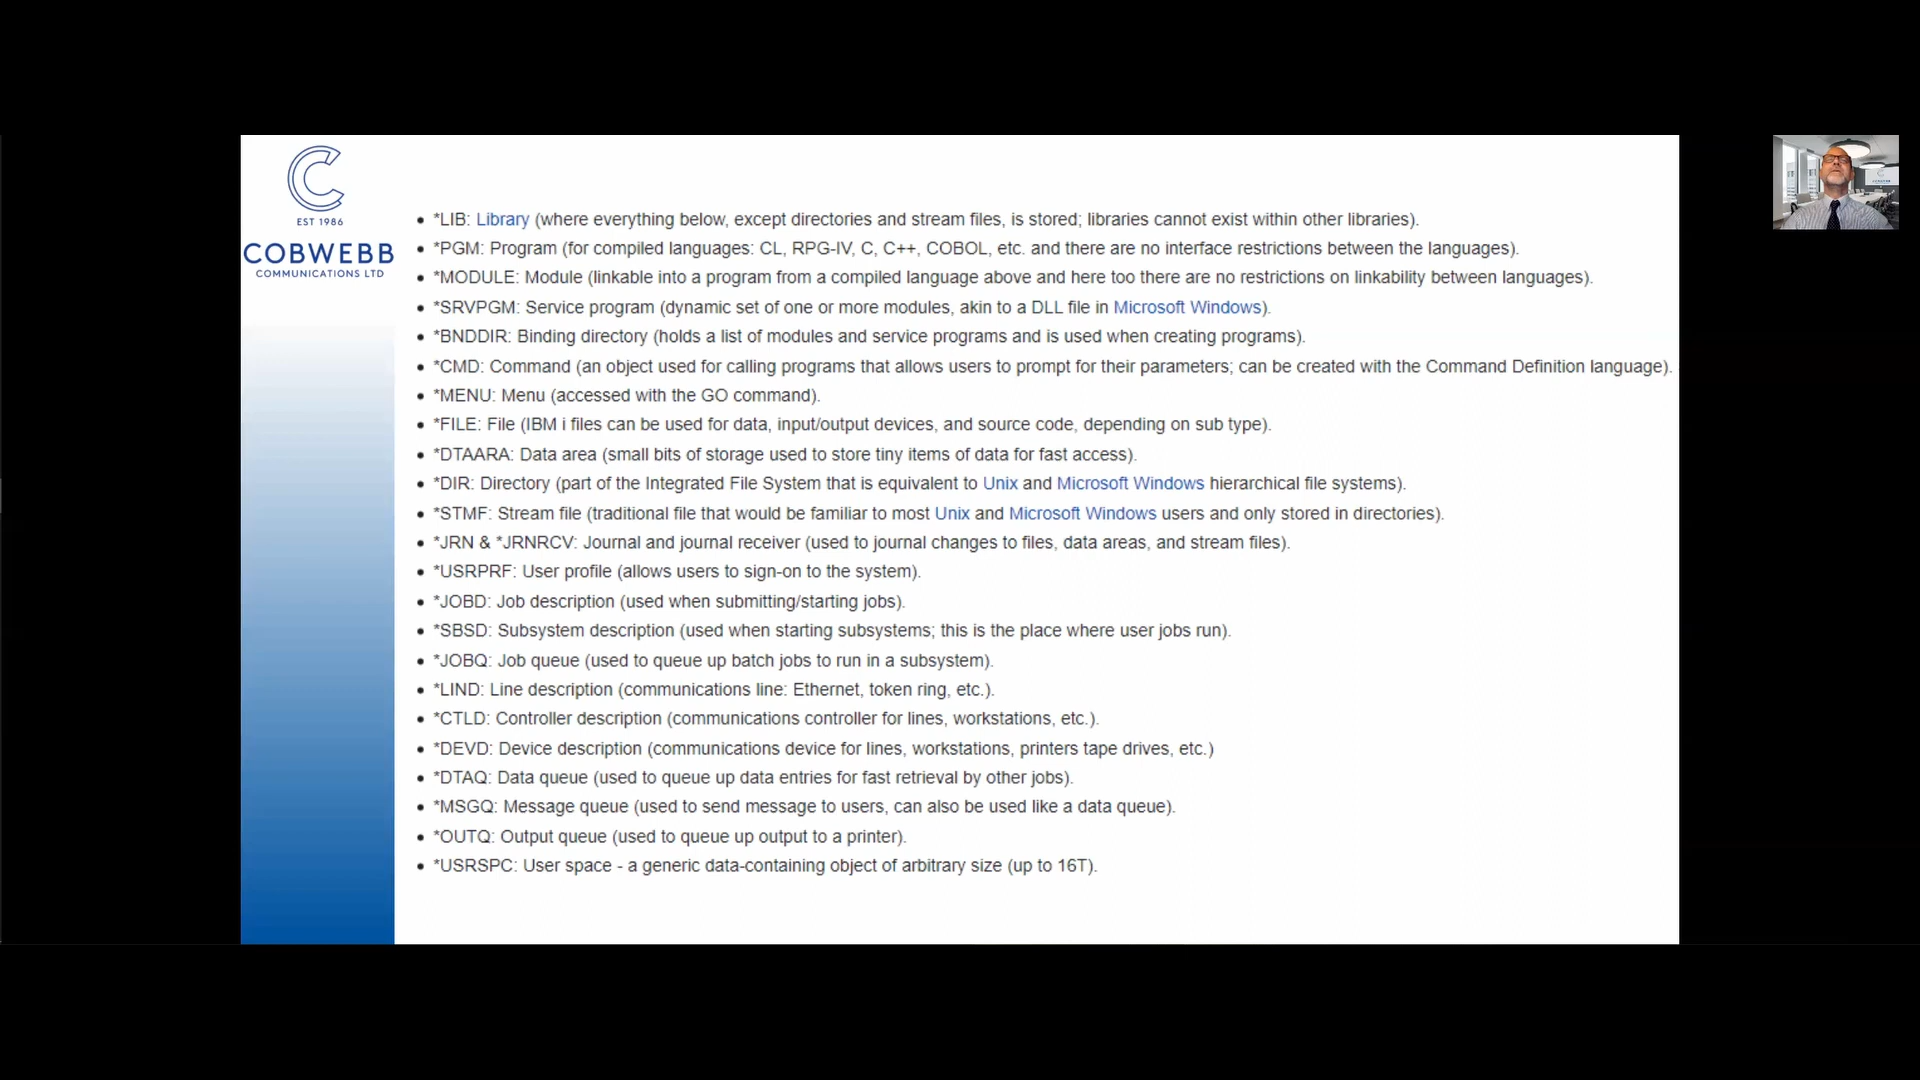 EST 1986
COBWEBB
COMMUNICATIONS LTD
• *LIB: Library (where everything below, except directories and stream files, is stored; libraries cannot exist within other libraries).
• *PGM: Program (for compiled languages: CL, RPG-IV, C, C++, COBOL, etc. and there are no interface restrictions between the languages).
• *MODULE: Module (linkable into a program from a compiled language above and here too there are no restrictions on linkability between languages).
• *SRVPGM: Service program (dynamic set of one or more modules, akin to a DLL file in Microsoft Windows).
• *BNDDIR: Binding directory (holds a list of modules and service programs and is used when creating programs).
• *CMD: Command (an object used for calling programs that allows users to prompt for their parameters; can be created with the Command Definition language).
• *MENU: Menu (accessed with the GO command).
• *FILE: File (IBM i files can be used for data, input/output devices, and source code, depending on sub type).
• *DTAARA: Data area (small bits of storage used to store tiny items of data for fast access).
• *DIR: Directory (part of the Integrated File System that is equivalent to Unix and Microsoft Windows hierarchical file systems).
• *STMF: Stream file (traditional file that would be familiar to most Unix and Microsoft Windows users and only stored in directories).
• *JRN & *JRNRCV: Journal and journal receiver (used to journal changes to files, data areas, and stream files).
• *USRPRF: User profile (allows users to sign-on to the system).
• *JOBD: Job description (used when submitting/starting jobs).
• *SBSD: Subsystem description (used when starting subsystems; this is the place where user jobs run).
• *JOBQ: Job queue (used to queue up batch jobs to run in a subsystem).
• *LIND: Line description (communications line: Ethernet, token ring, etc.).
• *CTLD: Controller description (communications controller for lines, workstations, etc.).
• *DEVD: Device description (communications device for lines, workstations, printers tape drives, etc.)
• *DTAQ: Data queue (used to queue up data entries for fast retrieval by other jobs).
• *MSGQ: Message queue (used to send message to users, can also be used like a data queue).
• *OUTQ: Output queue (used to queue up output to a printer).
• *USRSPC: User space - a generic data-containing object of arbitrary size (up to 16T).